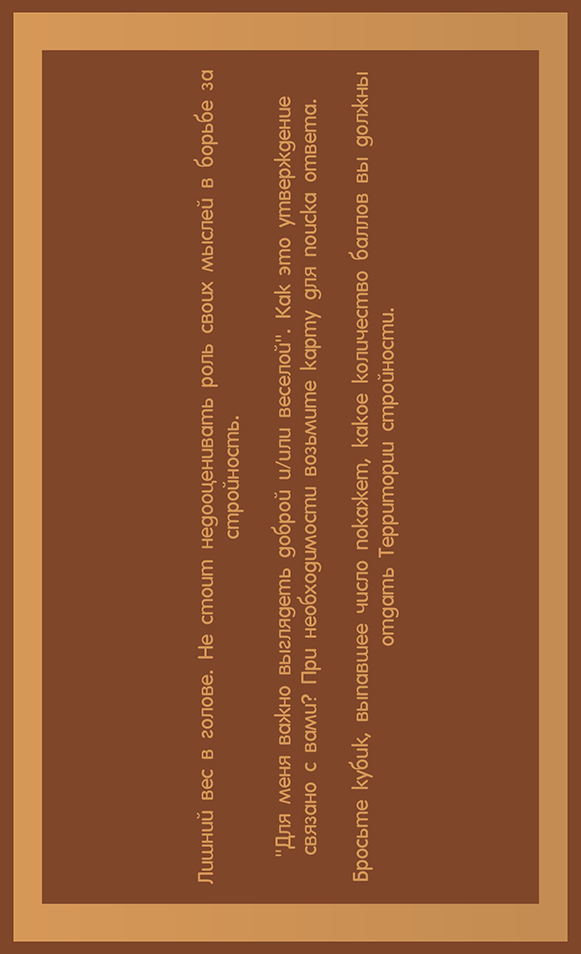 Лишний вес в голове. Не стоит недооценивать роль своих мыслей в борьбе за
стройность.
"Для меня важно выглядеть доброй и/или веселой". Как это утверждение
связано с вами? При необходимости возьмите карту для поиска ответа.
Бросьте кубик, выпавшее число покажет, какое количество баллов вы должны
отдать Территории стройности.